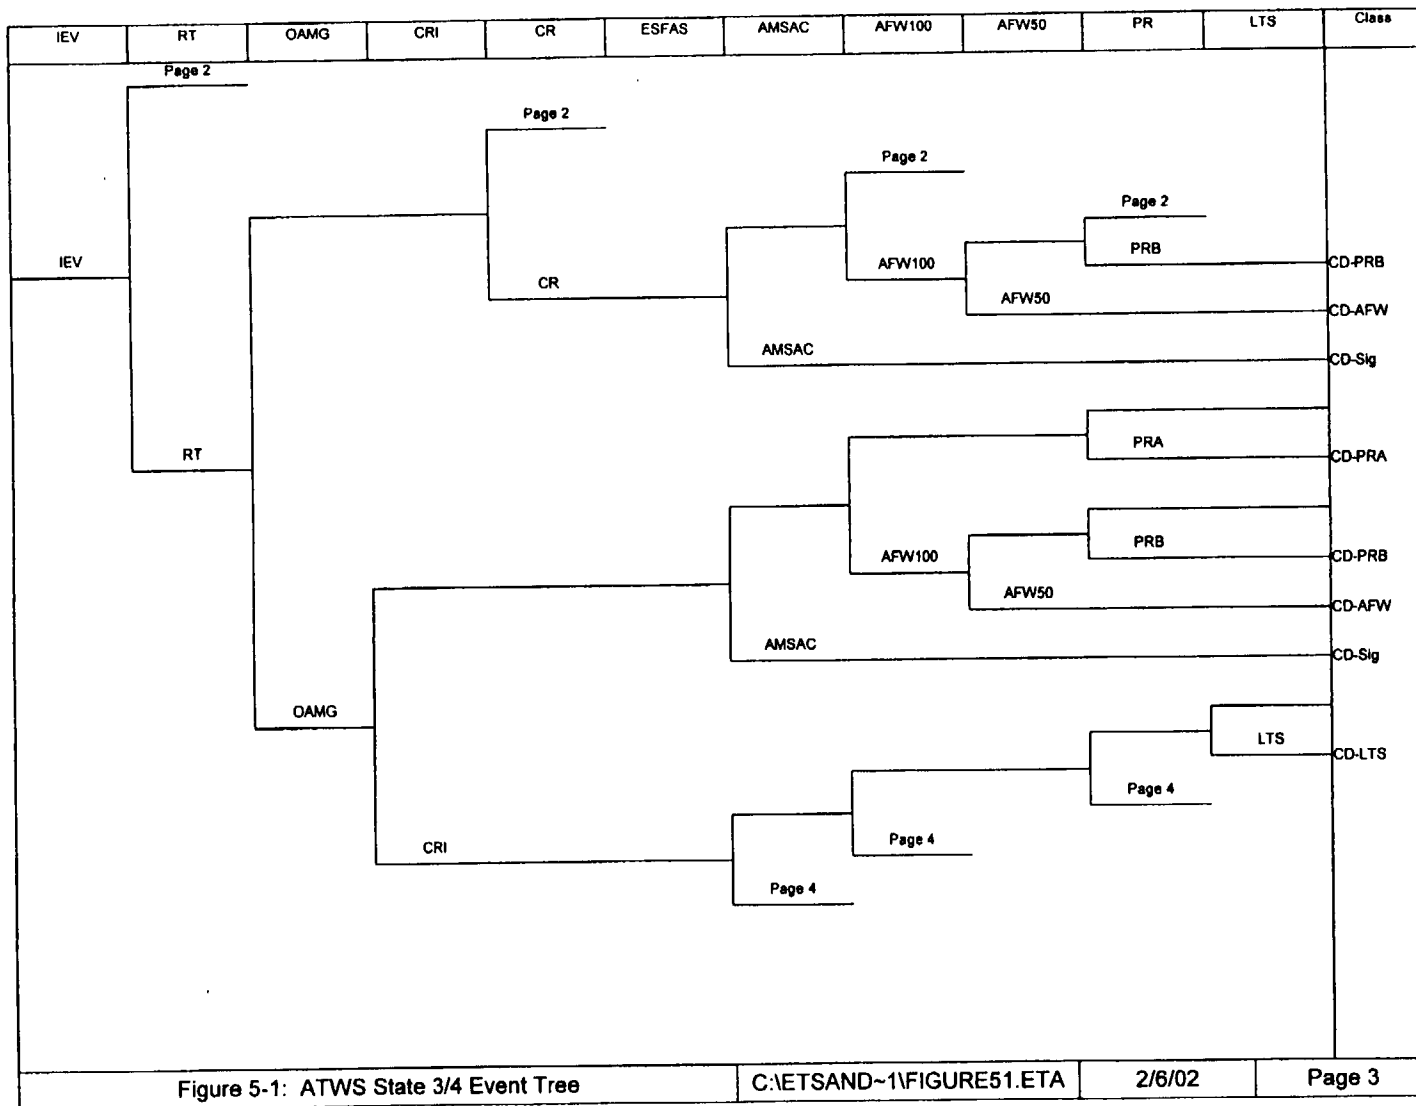 IEV RT OAMG CRI CR ESFAS AMSAC AFW100 AFW50 PR LTS Class
Page 2
Page 2
Page 2
Page 2
IEV AFW100 PRB CD-PRB
CR AFW50 CD-AFW
AMSAC CD-Sig
RT PRA CD-PRA
AFW100 PRB CD-PRB
AFW50 CD-AFW
AMSAC CD-Sig
OAMG LTS CD-LTS
Page 4
CRI Page 4
Page 4
Figure 5-1: ATWS State 3/4 Event Tree C:\ETSAND~1\FIGURE51.ETA 2/6/02 Page 3